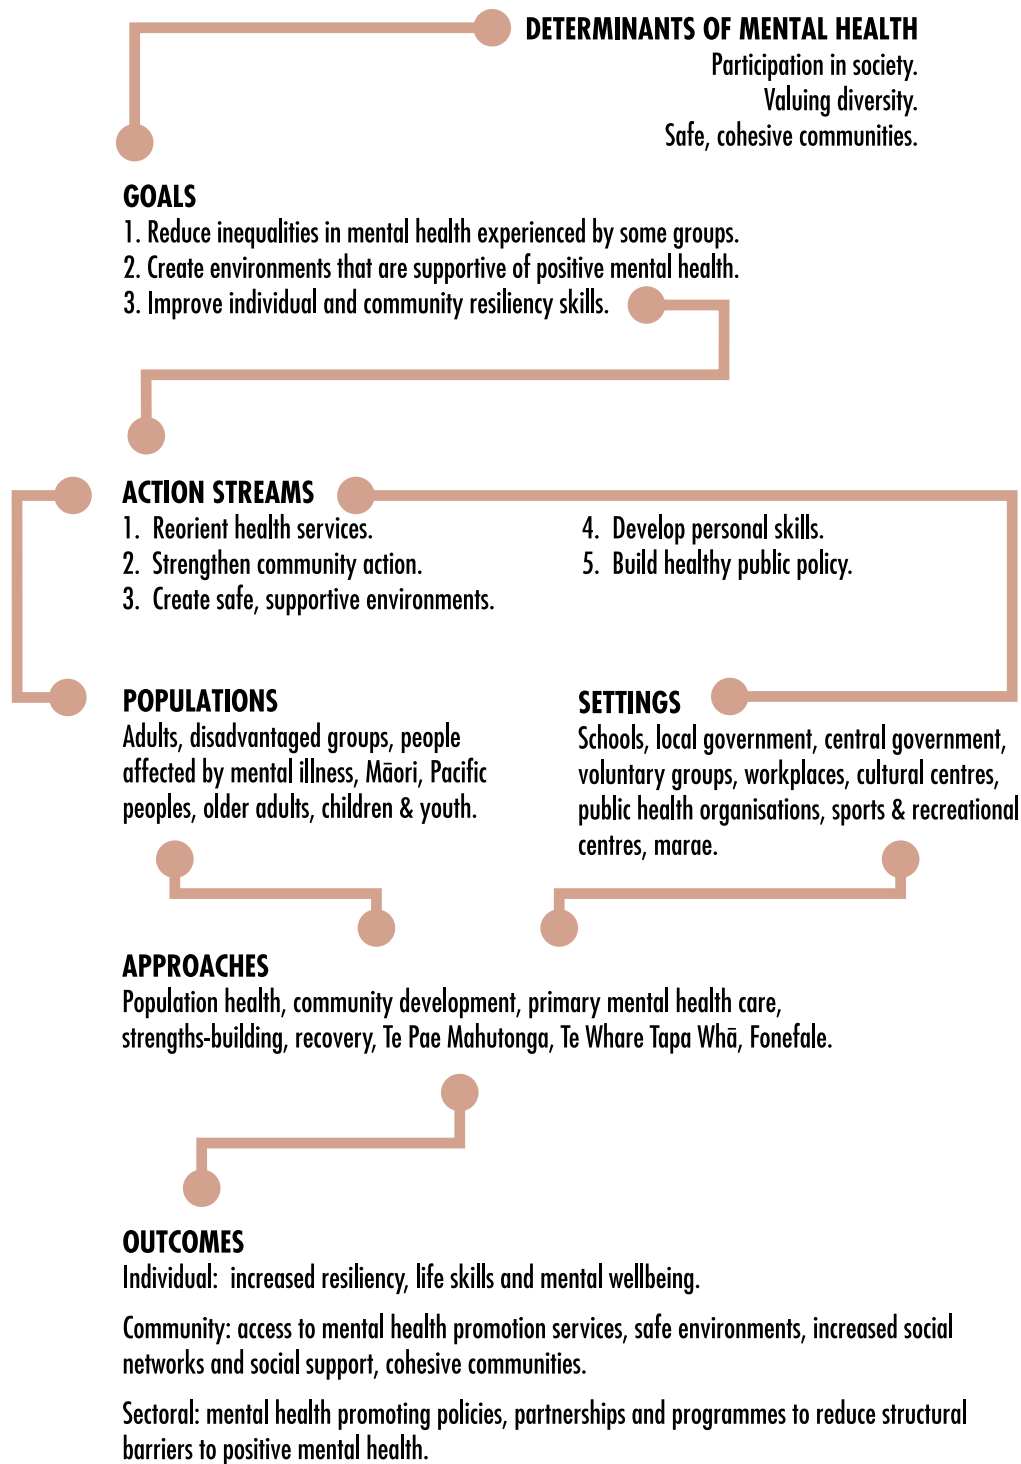 DETERMINANTS OF MENTAL HEALTH
Participation in society.
Valuing diversity.
Safe, cohesive communities.
GOALS
1. Reduce inequalities in mental health experienced by some groups.
2. Create environments that are supportive of positive mental health.
3. Improve individual and community resiliency skills.
ACTION STREAMS
1. Reorient health services.
2. Strengthen community action.
3. Create safe, supportive environments.
4. Develop personal skills.
5. Build healthy public policy.
POPULATIONS
Adults, disadvantaged groups, people
affected by mental illness, Māori, Pacific
peoples, older adults, children & youth.
SETTINGS
Schools, local government, central government,
voluntary groups, workplaces, cultural centres,
public health organisations, sports & recreational
centres, marae.
APPROACHES
Population health, community development, primary mental health care,
strengths-building, recovery, Te Pae Mahutonga, Te Whare Tapa Whā, Fonefale.
OUTCOMES
Individual: increased resiliency, life skills and mental wellbeing.
Community: access to mental health promotion services, safe environments, increased social
networks and social support, cohesive communities.
Sectoral: mental health promoting policies, partnerships and programmes to reduce structural
barriers to positive mental health.